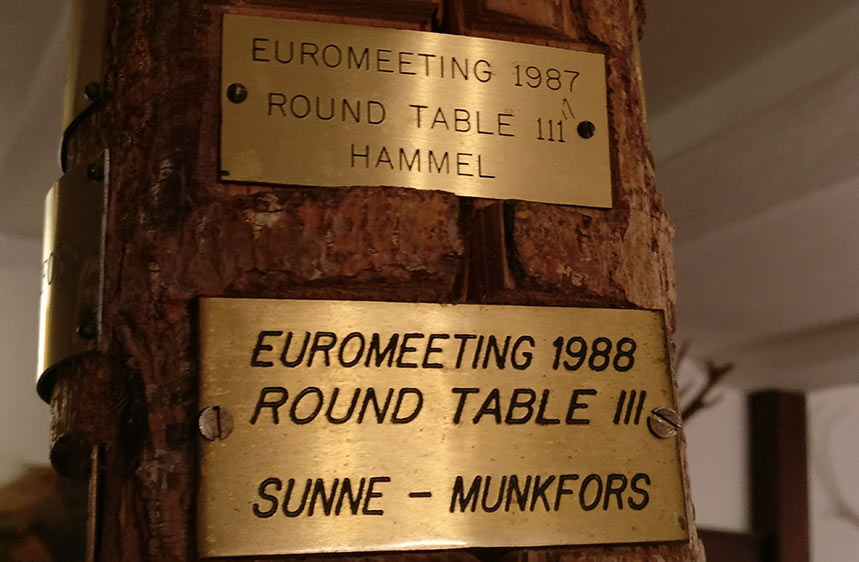 EUROMEETING 1987
ROUND TABLE 111
HAMMEL
EUROMEETING 1988
ROUND TABLE III
SUNNE - MUNKFORS